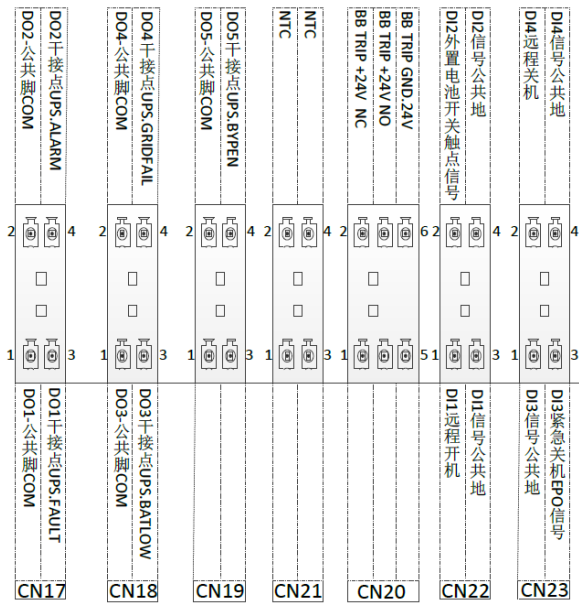 DO2-公共脚COM
DO2干接点UPS.ALARM
DO4-公共脚COM
DO4干接点UPS.GRIDFAIL
DO5-公共脚COM
DO5干接点UPS.BYPEN
NTC
NTC
BB TRIP +24V NC
BB TRIP +24V NO
BB TRIP GND.24V
DI2外置电池开关触点信号
DI2信号公共地
DI4远程关机
DI4信号公共地
2 4 2 4 2 4 2 4 2 6 2 4 2 4
1 3 1 3 1 3 1 3 1 5 1 3 1 3
DO1-公共脚COM
DO1干接点UPS.FAULT
DO3-公共脚COM
DO3干接点UPS.BATLOW
DI1远程开机
DI1信号公共地
DI3信号公共地
DI3紧急关机EPO信号
CN17 CN18 CN19 CN21 CN20 CN22 CN23